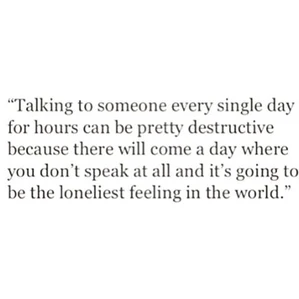 “Talking to someone every single day
for hours can be pretty destructive
because there will come a day where
you don’t speak at all and it’s going to
be the loneliest feeling in the world.”